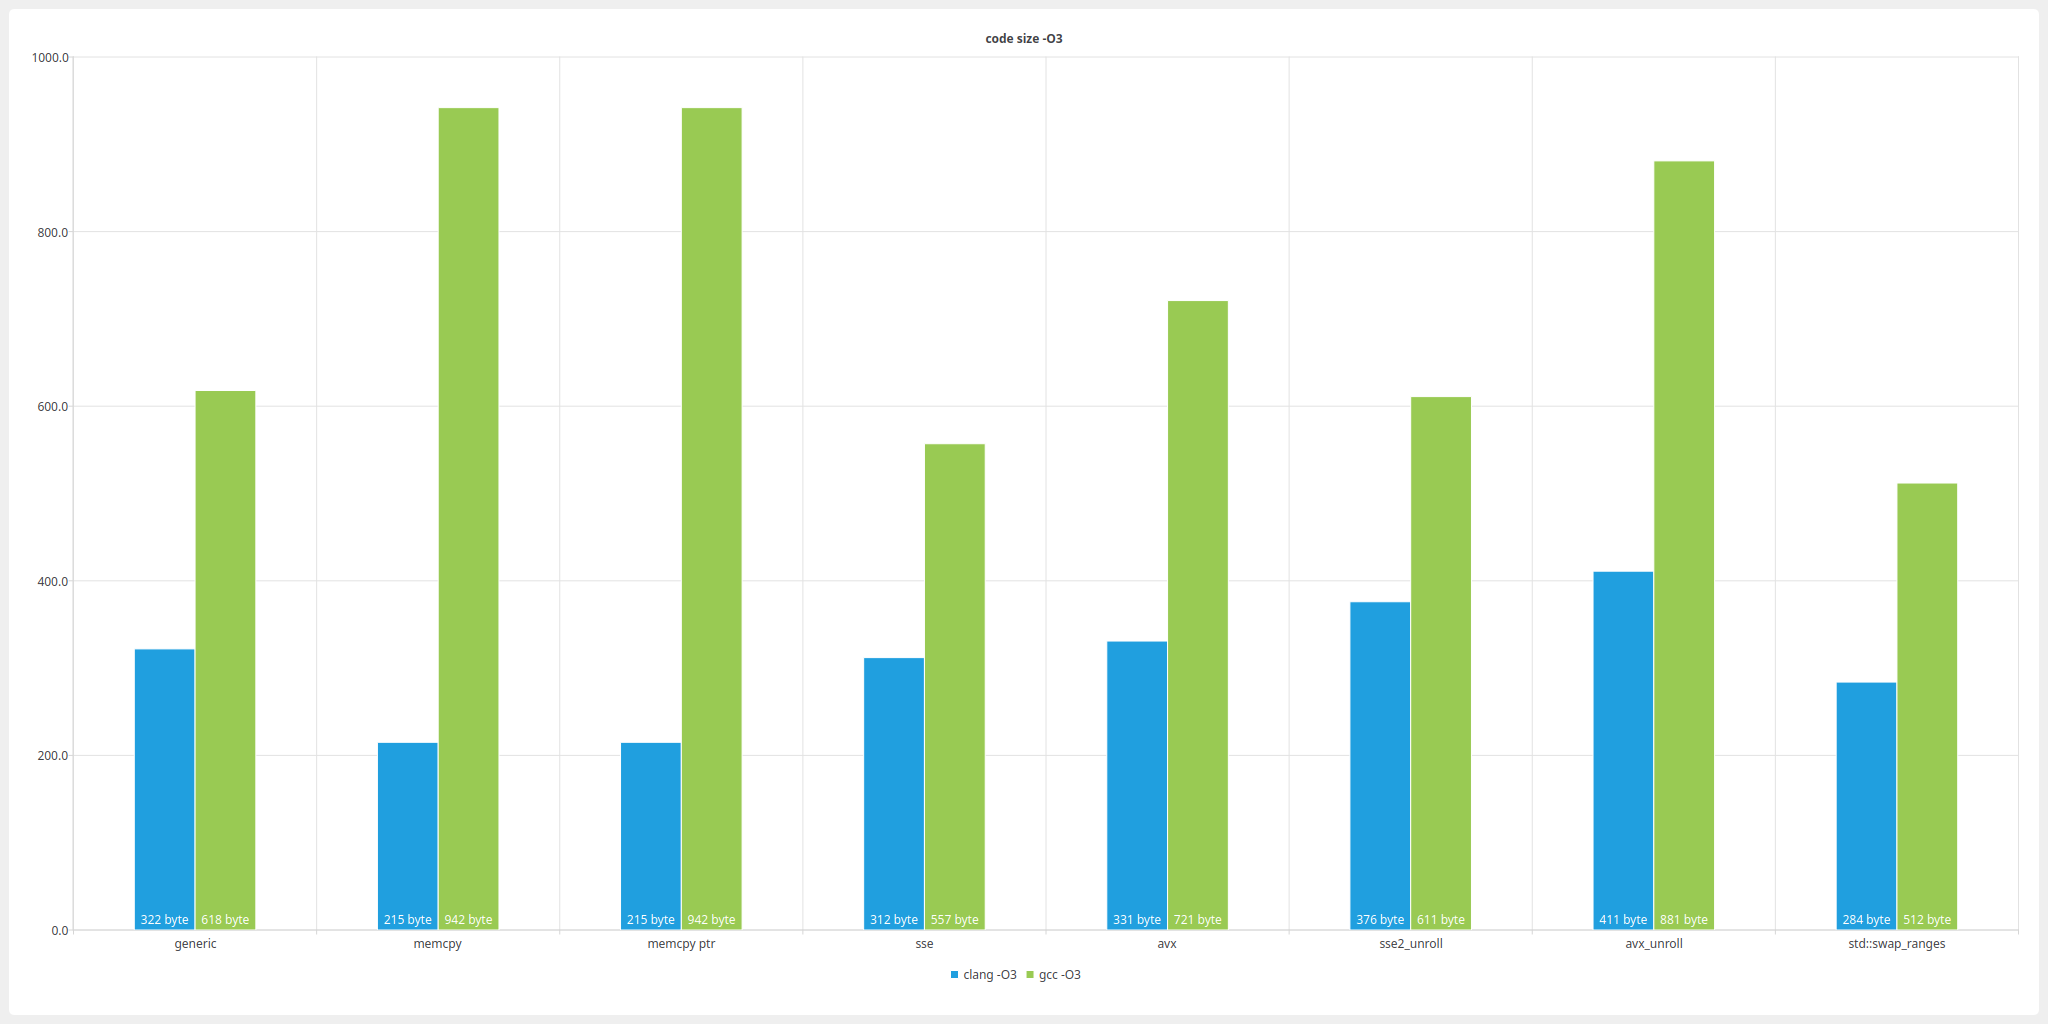 code size -O3
1000.0
800.0
600.0
400.0
200.0
0.0
322 byte 618 byte 215 byte 942 byte 215 byte 942 byte 312 byte 557 byte 331 byte 721 byte 376 byte 611 byte 411 byte 881 byte 284 byte 512 byte
generic memcpy memcpy ptr sse avx sse2_unroll avx_unroll std::swap_ranges
clang -O3 gcc -O3